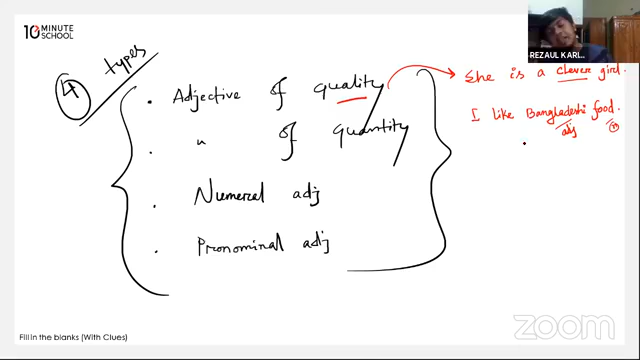 10 MINUTE SCHOOL
REZAUL KARI...
4 types
. Adjective of quality
. " of quantity
. Numeral adj
. Pronominal adj
She is a clever girl.
I like Bangladeshi food.
adj (n)
LIVE
zoom
Fill in the blanks (With Clues)